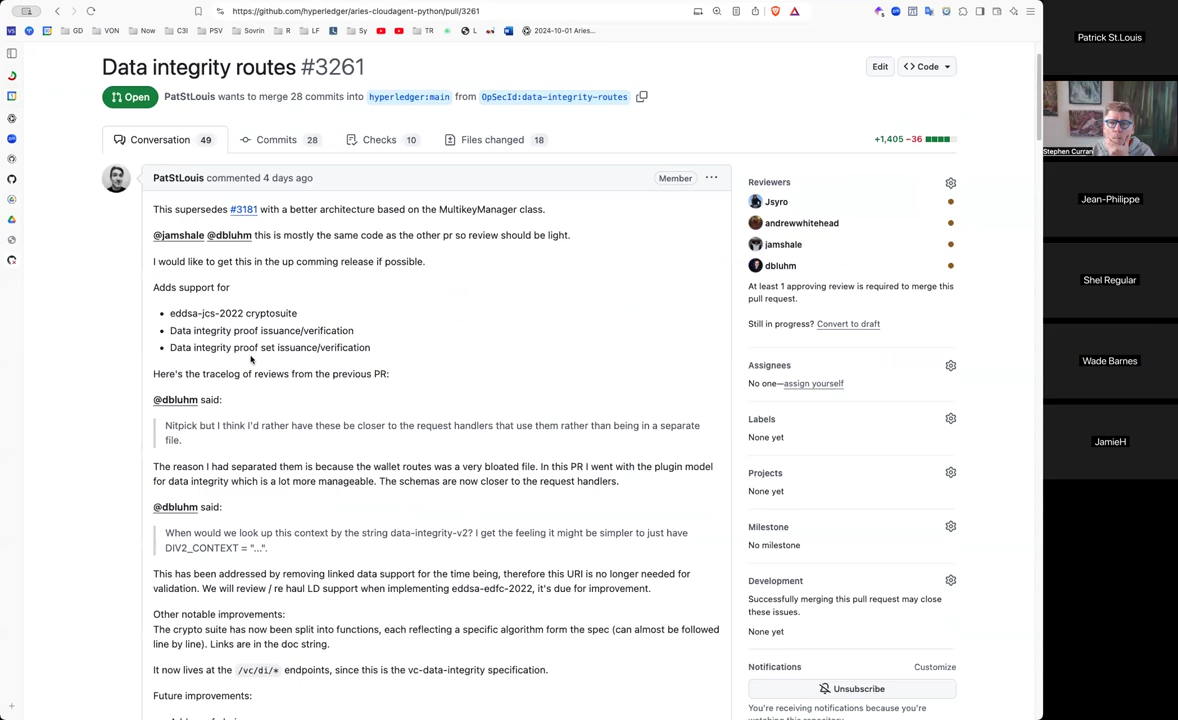 https://github.com/hyperledger/aries-cloudagent-python/pull/3261
GD
VON
Now
C3I
PSV
Sovrin
R
LF
Sy
TR
L
2024-10-01 Aries...
Data integrity routes #3261
Edit
Code
Open
PatStLouis wants to merge 28 commits into hyperledger:main from OpSecId:data-integrity-routes
Conversation 49
Commits 28
Checks 10
Files changed 18
+1,405 −36
PatStLouis commented 4 days ago
Member
This supersedes #3181 with a better architecture based on the MultikeyManager class.
@jamshale @dbluhm this is mostly the same code as the other pr so review should be light.
I would like to get this in the up comming release if possible.
Adds support for
• eddsa-jcs-2022 cryptosuite
• Data integrity proof issuance/verification
• Data integrity proof set issuance/verification
Here's the tracelog of reviews from the previous PR:
@dbluhm said:
Nitpick but I think I'd rather have these be closer to the request handlers that use them rather than being in a separate
file.
The reason I had separated them is because the wallet routes was a very bloated file. In this PR I went with the plugin model
for data integrity which is a lot more manageable. The schemas are now closer to the request handlers.
@dbluhm said:
When would we look up this context by the string data-integrity-v2? I get the feeling it might be simpler to just have
DIV2_CONTEXT = "...".
This has been addressed by removing linked data support for the time being, therefore this URI is no longer needed for
validation. We will review / re haul LD support when implementing eddsa-edfc-2022, it's due for improvement.
Other notable improvements:
The crypto suite has now been split into functions, each reflecting a specific algorithm form the spec (can almost be followed
line by line). Links are in the doc string.
It now lives at the /vc/di/* endpoints, since this is the vc-data-integrity specification.
Future improvements:
Reviewers
Jsyro
andrewwhitehead
jamshale
dbluhm
At least 1 approving review is required to merge this
pull request.
Still in progress? Convert to draft
Assignees
No one—assign yourself
Labels
None yet
Projects
None yet
Milestone
No milestone
Development
Successfully merging this pull request may close
these issues.
None yet
Notifications
Customize
Unsubscribe
You're receiving notifications because you're
watching this repository.
Patrick St.Louis
Stephen Curran
Jean-Philippe
Shel Regular
Wade Barnes
JamieH